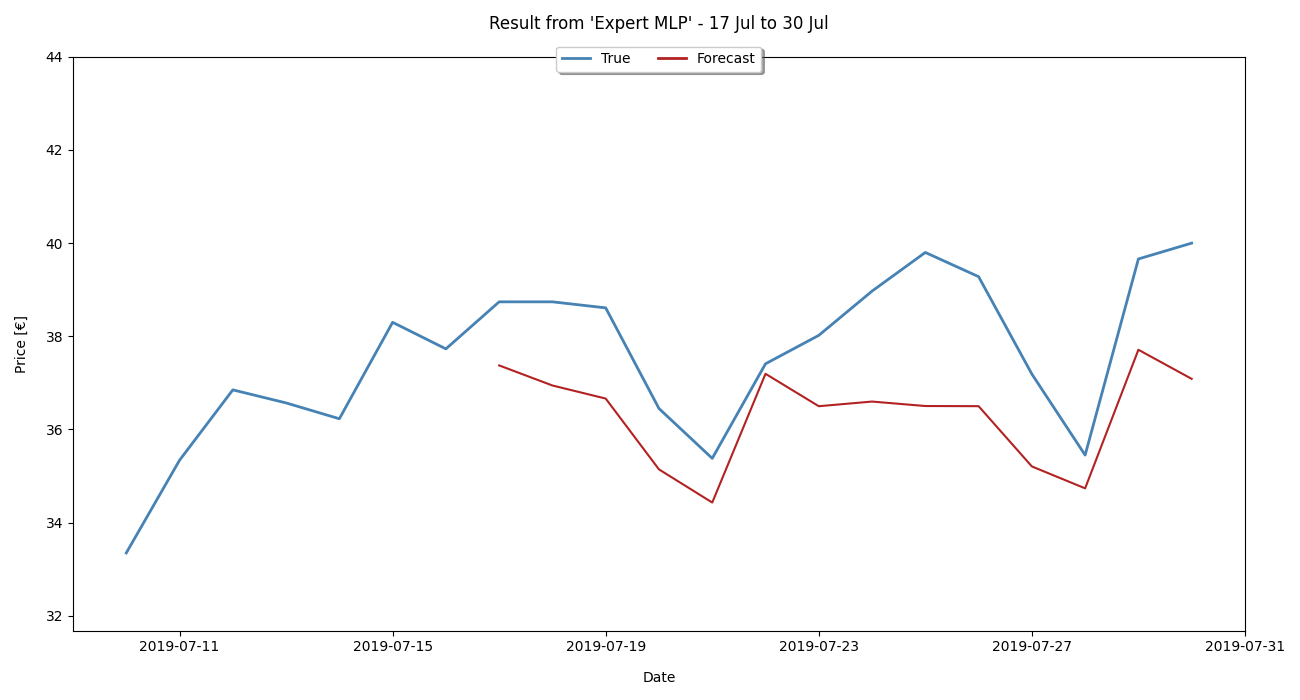 Result from 'Expert MLP' - 17 Jul to 30 Jul
True Forecast
44
42
40
38
36
34
32
Price [€]
2019-07-11 2019-07-15 2019-07-19 2019-07-23 2019-07-27 2019-07-31
Date